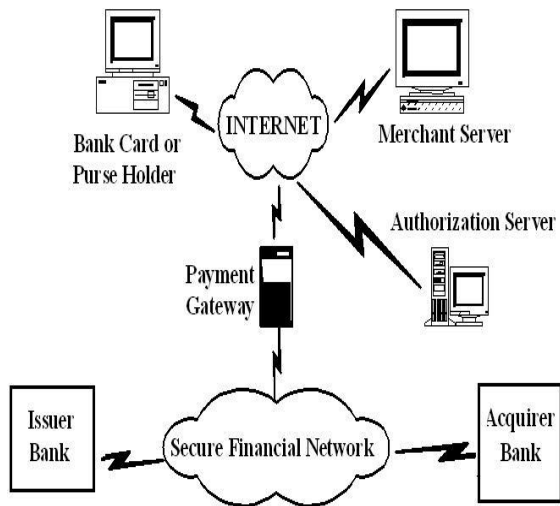 INTERNET
Bank Card or
Purse Holder
Merchant Server
Authorization Server
Payment
Gateway
Issuer
Bank
Secure Financial Network
Acquirer
Bank